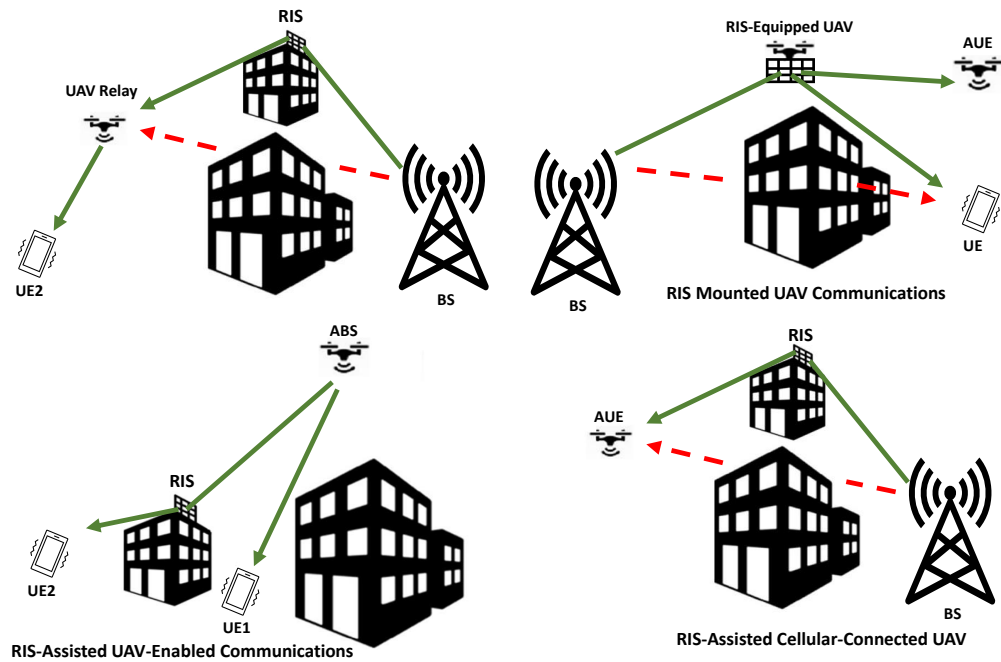 RIS
UAV Relay
UE2
BS
RIS-Equipped UAV
AUE
UE
BS
RIS Mounted UAV Communications
ABS
RIS
UE2
UE1
RIS-Assisted UAV-Enabled Communications
RIS
AUE
BS
RIS-Assisted Cellular-Connected UAV